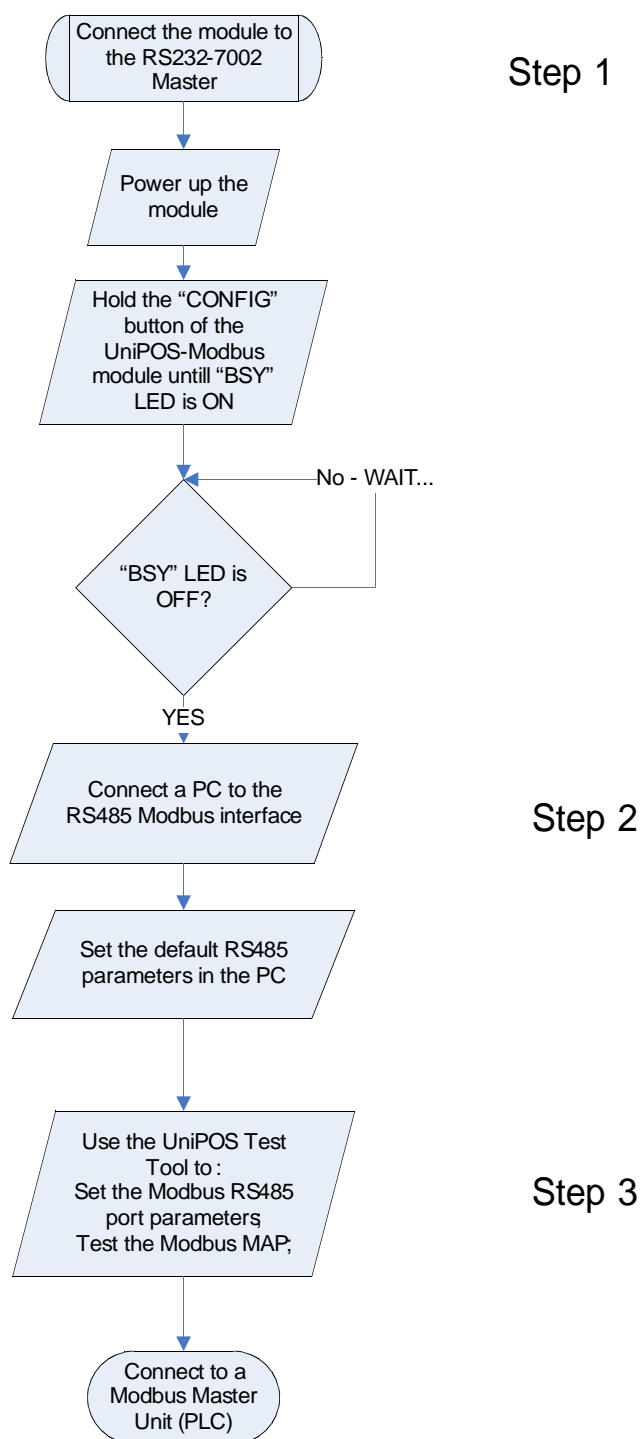 Connect the module to
the RS232-7002
Master
Step 1
Power up the
module
Hold the “CONFIG”
button of the
UniPOS-Modbus
module untill “BSY”
LED is ON
No - WAIT...
“BSY” LED is
OFF?
YES
Connect a PC to the
RS485 Modbus interface
Step 2
Set the default RS485
parameters in the PC
Use the UniPOS Test
Tool to :
Set the Modbus RS485
port parameters;
Test the Modbus MAP;
Step 3
Connect to a
Modbus Master
Unit (PLC)